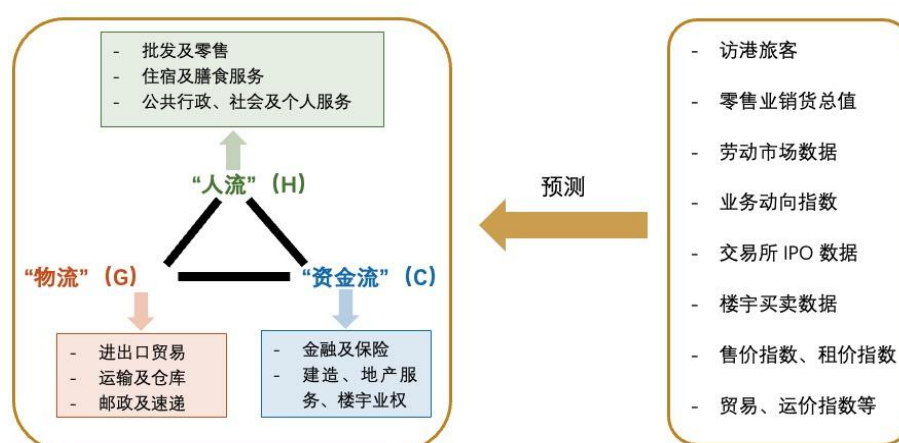 - 批发及零售
- 住宿及膳食服务
- 公共行政、社会及个人服务
“人流”（H）
“物流”（G）
“资金流”（C）
- 进出口贸易
- 运输及仓库
- 邮政及速递
- 金融及保险
- 建造、地产服
务、楼宇业权
预测
- 访港旅客
- 零售业销货总值
- 劳动市场数据
- 业务动向指数
- 交易所 IPO 数据
- 楼宇买卖数据
- 售价指数、租价指数
- 贸易、运价指数等